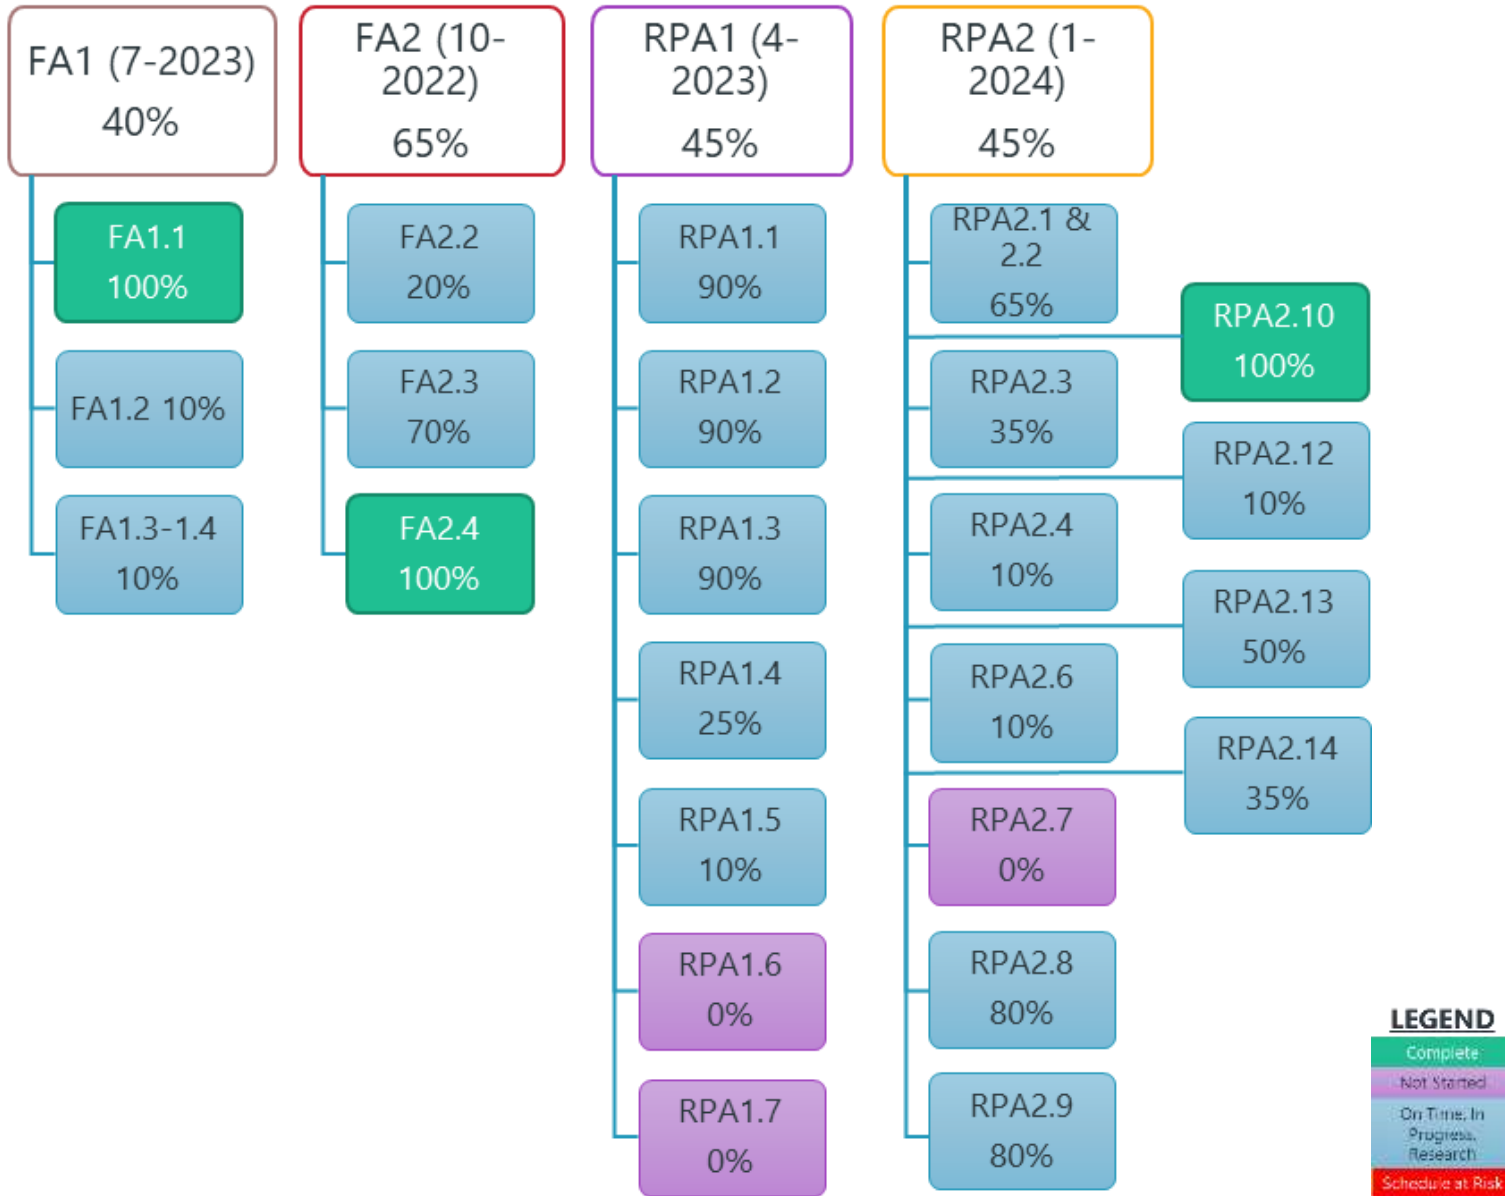 FA1 (7-2023)
40%
FA1.1
100%
FA1.2 10%
FA1.3-1.4
10%
FA2 (10-
2022)
65%
FA2.2
20%
FA2.3
70%
FA2.4
100%
RPA1 (4-
2023)
45%
RPA1.1
90%
RPA1.2
90%
RPA1.3
90%
RPA1.4
25%
RPA1.5
10%
RPA1.6
0%
RPA1.7
0%
RPA2 (1-
2024)
45%
RPA2.1 &
2.2
65%
RPA2.3
35%
RPA2.4
10%
RPA2.6
10%
RPA2.7
0%
RPA2.8
80%
RPA2.9
80%
RPA2.10
100%
RPA2.12
10%
RPA2.13
50%
RPA2.14
35%
LEGEND
Complete
Not Started
On Time, In
Progress,
Research
Schedule at Risk